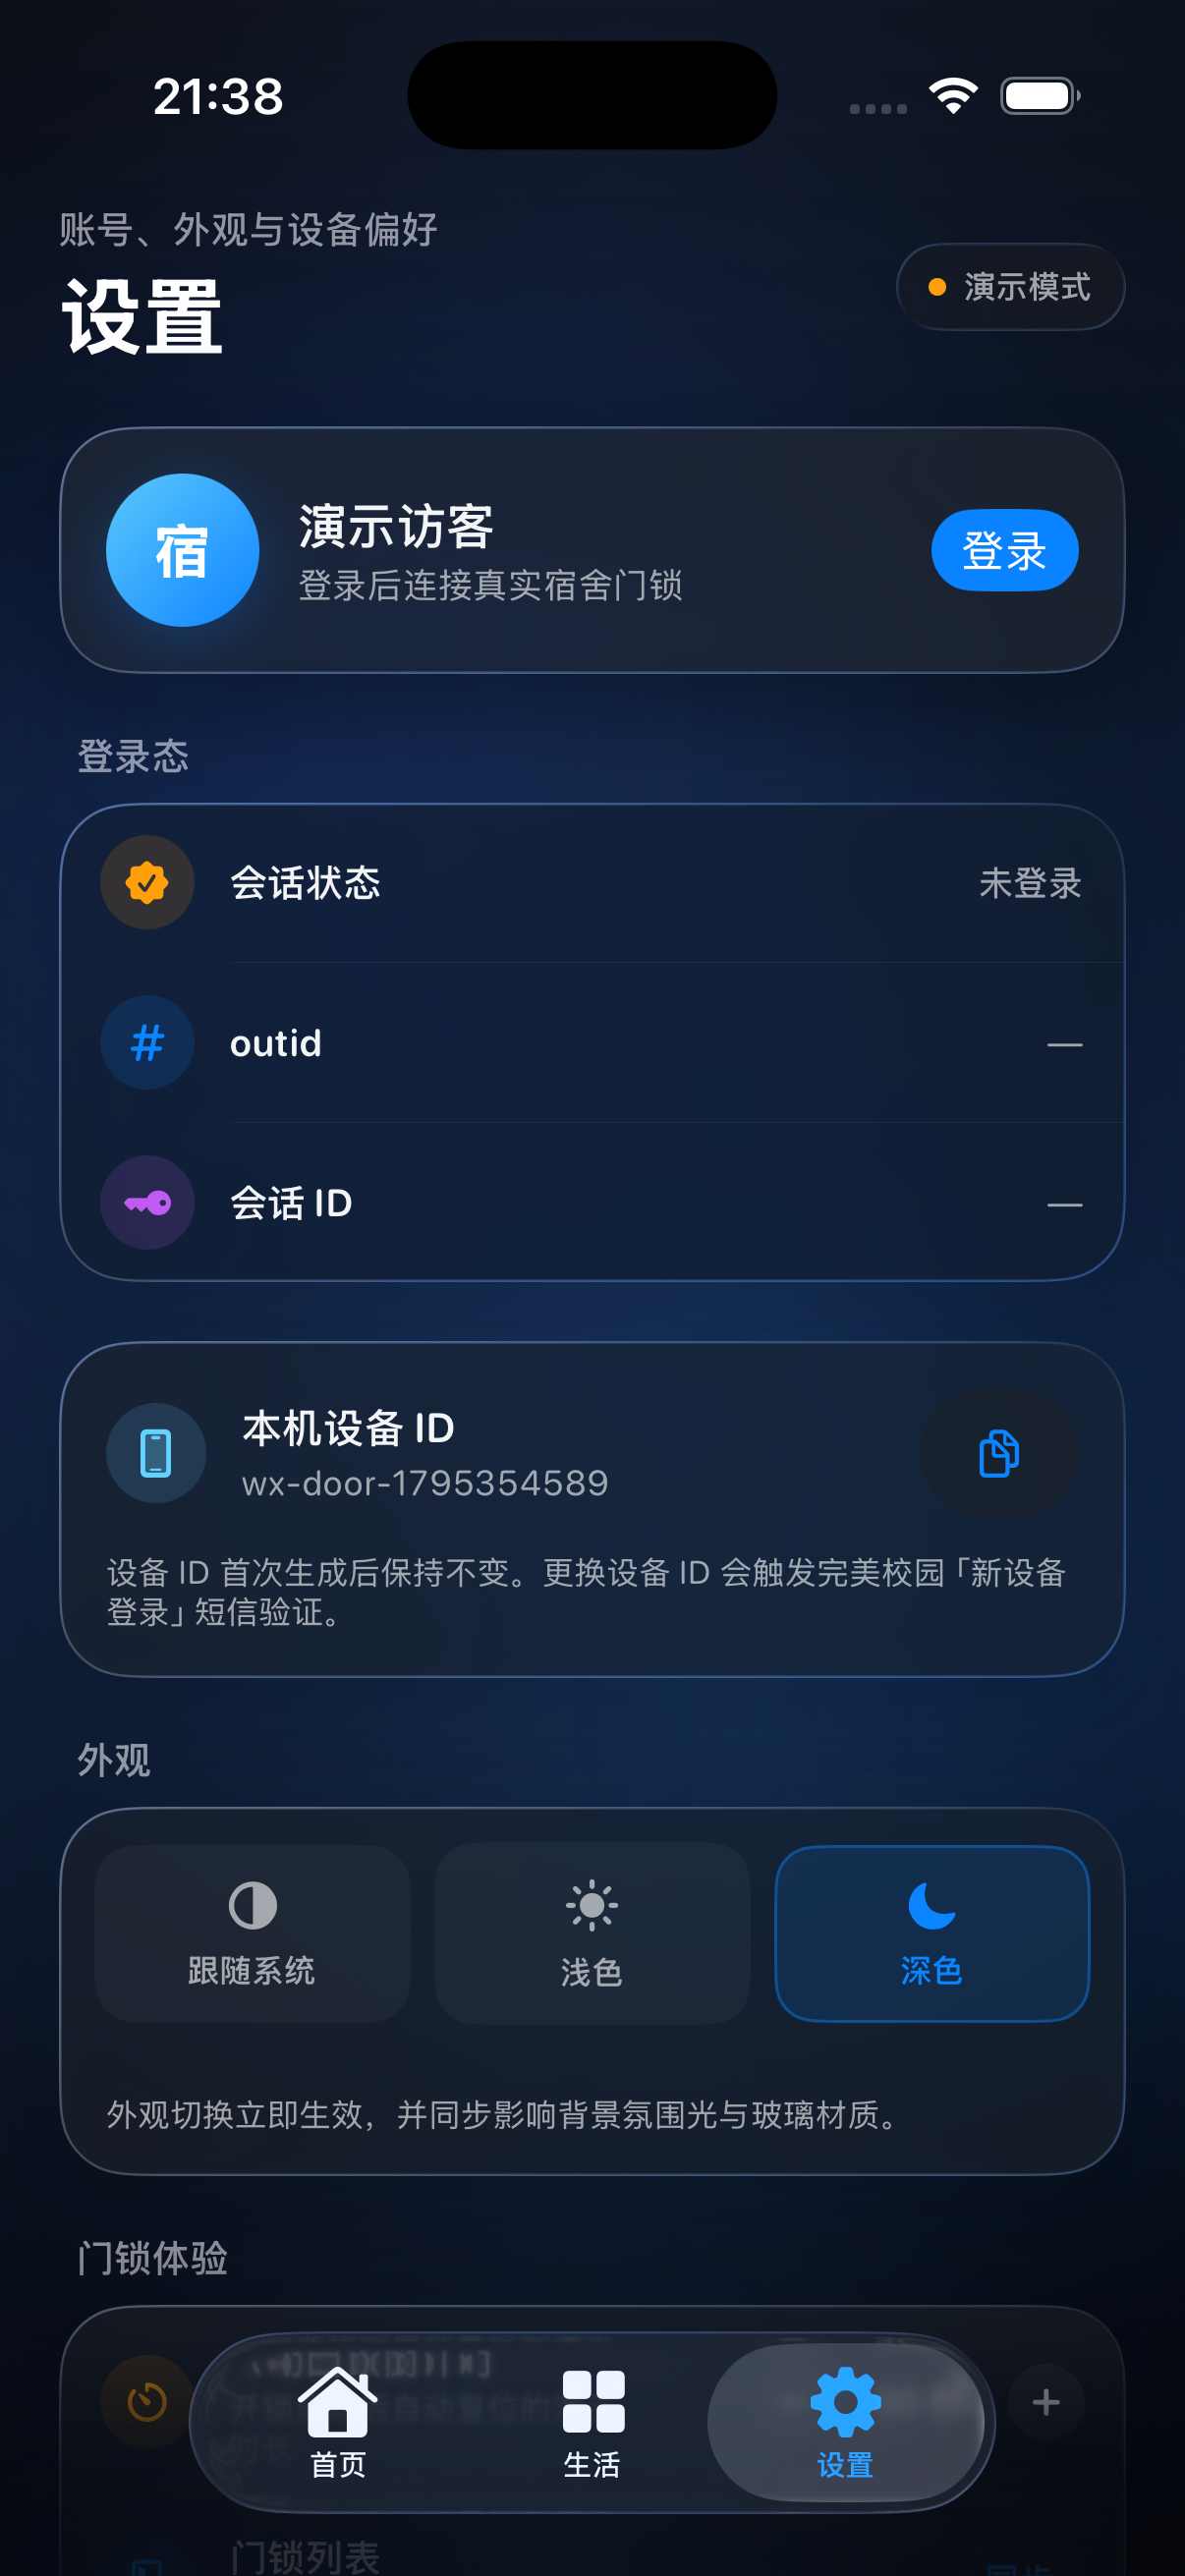 21:38
账号、外观与设备偏好
设置
演示模式
宿
演示访客
登录后连接真实宿舍门锁
登录
登录态
会话状态
未登录
outid
—
会话 ID
—
本机设备 ID
wx-door-1795354589
设备 ID 首次生成后保持不变。更换设备 ID 会触发完美校园「新设备
登录」短信验证。
外观
跟随系统
浅色
深色
外观切换立即生效，并同步影响背景氛围光与玻璃材质。
门锁体验
首页
生活
设置
门锁列表
同步